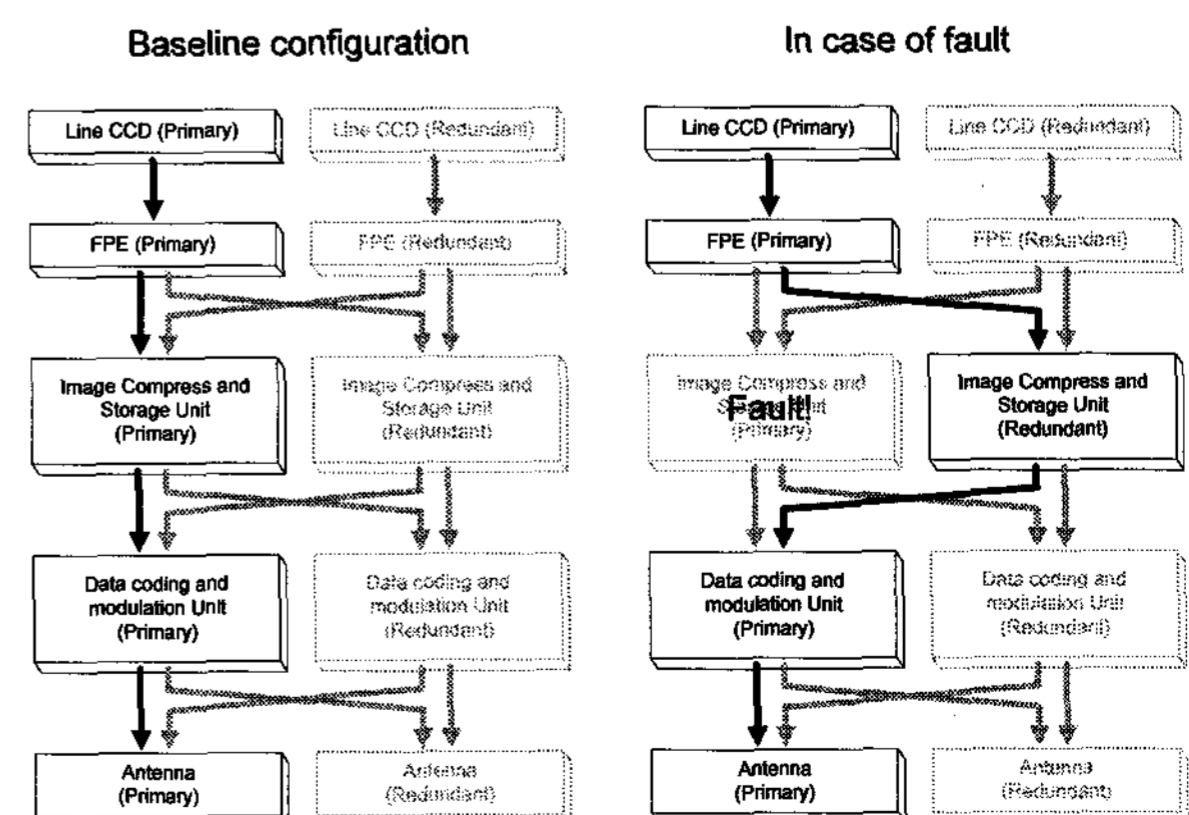 Baseline configuration
Line CCD (Primary)
Line CCD (Redundant)
FPE (Primary)
FPE (Redundant)
Image Compress and
Storage Unit
(Primary)
Image Compress and
Storage Unit
(Redundant)
Data coding and
modulation Unit
(Primary)
Data coding and
modulation Unit
(Redundant)
Antenna
(Primary)
Antenna
(Redundant)
In case of fault
Line CCD (Primary)
Line CCD (Redundant)
FPE (Primary)
FPE (Redundant)
Image Compress and
Storage Unit
(Primary)
Fault!
Image Compress and
Storage Unit
(Redundant)
Data coding and
modulation Unit
(Primary)
Data coding and
modulation Unit
(Redundant)
Antenna
(Primary)
Antenna
(Redundant)